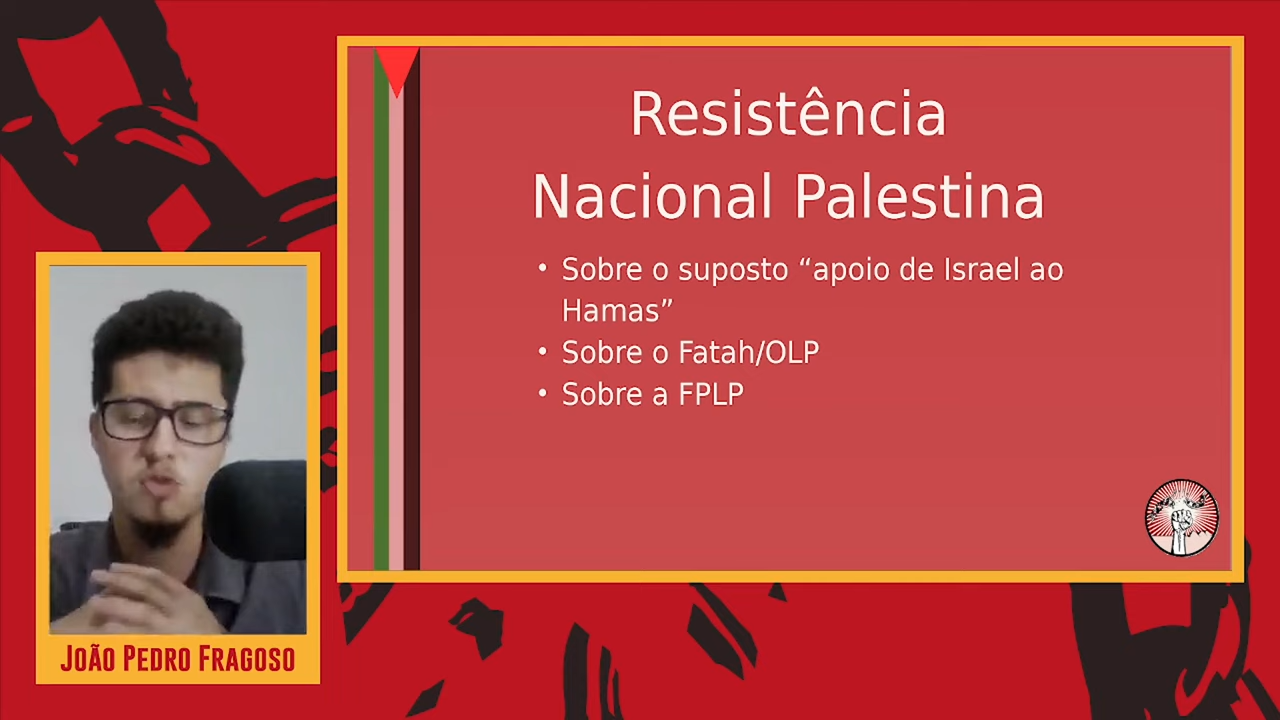 Resistência
Nacional Palestina
• Sobre o suposto “apoio de Israel ao
Hamas”
• Sobre o Fatah/OLP
• Sobre a FPLP
JOÃO PEDRO FRAGOSO